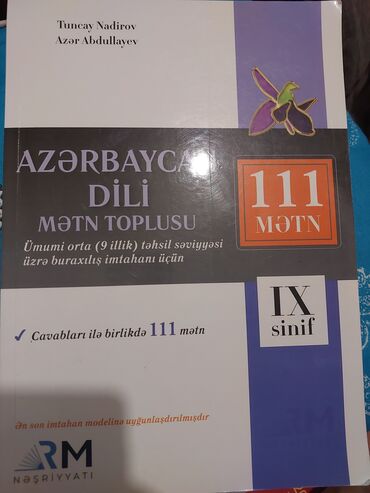 Tuncay Nadirov
Azər Abdullayev
AZƏRBAYCA
DİLİ
MƏTN TOPLUSU
Ümumi orta (9 illik) təhsil səviyyəsi
üzrə buraxılış imtahanı üçün
111
MƏTN
IX
sinif
✓ Cavabları ilə birlikdə 111 mətn
Ən son imtahan modelinə uyğunlaşdırılmışdır
RM
NƏŞRİYYATI